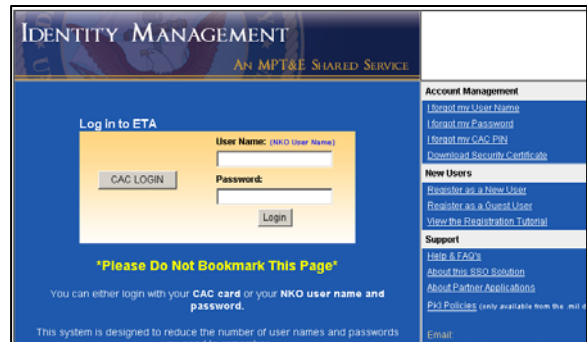 IDENTITY MANAGEMENT
AN MPT&E SHARED SERVICE
Log in to ETA
User Name: (NKO User Name)
CAC LOGIN
Password:
Login
*Please Do Not Bookmark This Page*
You can either login with your CAC card or your NKO user name and
password.
This system is designed to reduce the number of user names and passwords
Account Management
I forgot my User Name
I forgot my Password
I forgot my CAC PIN
Download Security Certificate
New Users
Register as a New User
Register as a Guest User
View the Registration Tutorial
Support
Help & FAQ's
About this SSO Solution
About Partner Applications
PKI Policies (only available from the .mil d
Email: